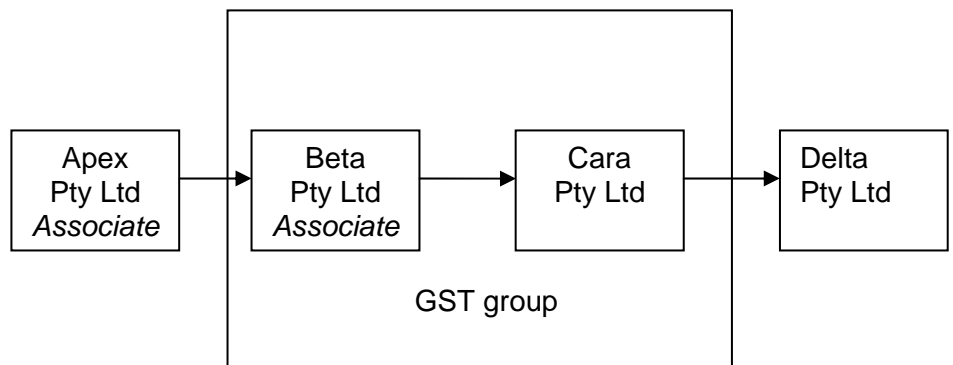 Apex
Pty Ltd
Associate
Beta
Pty Ltd
Associate
Cara
Pty Ltd
Delta
Pty Ltd
GST group